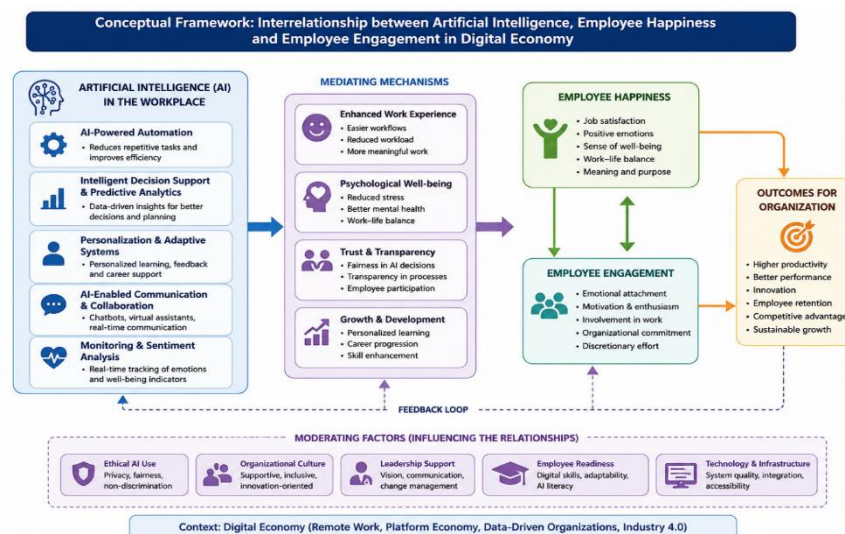 Conceptual Framework: Interrelationship between Artificial Intelligence, Employee Happiness
and Employee Engagement in Digital Economy
ARTIFICIAL INTELLIGENCE (AI)
IN THE WORKPLACE
AI-Powered Automation
• Reduces repetitive tasks and
improves efficiency
Intelligent Decision Support
& Predictive Analytics
• Data-driven insights for better
decisions and planning
Personalization & Adaptive
Systems
• Personalized learning, feedback
and career support
AI-Enabled Communication
& Collaboration
• Chatbots, virtual assistants,
real-time communication
Monitoring & Sentiment
Analysis
• Real-time tracking of emotions
and well-being indicators
MEDIATING MECHANISMS
Enhanced Work Experience
• Easier workflows
• Reduced workload
• More meaningful work
Psychological Well-being
• Reduced stress
• Better mental health
• Work-life balance
Trust & Transparency
• Fairness in AI decisions
• Transparency in processes
• Employee participation
Growth & Development
• Personalized learning
• Career progression
• Skill enhancement
EMPLOYEE HAPPINESS
• Job satisfaction
• Positive emotions
• Sense of well-being
• Work–life balance
• Meaning and purpose
EMPLOYEE ENGAGEMENT
• Emotional attachment
• Motivation & enthusiasm
• Involvement in work
• Organizational commitment
• Discretionary effort
OUTCOMES FOR
ORGANIZATION
• Higher productivity
• Better performance
• Innovation
• Employee retention
• Competitive advantage
• Sustainable growth
FEEDBACK LOOP
MODERATING FACTORS (INFLUENCING THE RELATIONSHIPS)
Ethical AI Use
Privacy, fairness,
non-discrimination
Organizational Culture
Supportive, inclusive,
innovation-oriented
Leadership Support
Vision, communication,
change management
Employee Readiness
Digital skills, adaptability,
AI literacy
Technology & Infrastructure
System quality, integration,
accessibility
Context: Digital Economy (Remote Work, Platform Economy, Data-Driven Organizations, Industry 4.0)